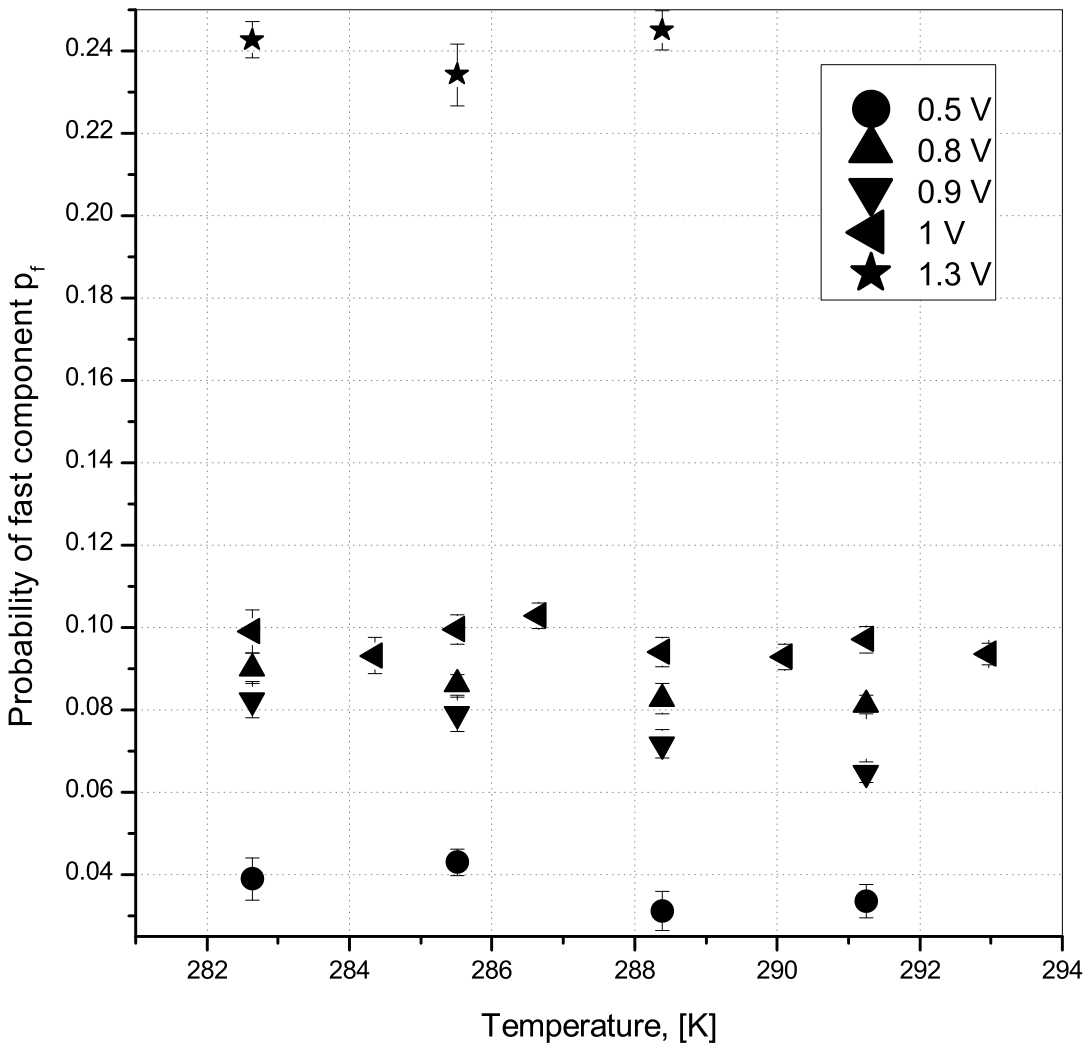 0.24
0.22
0.20
0.18
0.16
0.14
0.12
0.10
0.08
0.06
0.04
Probability of fast component pf
0.5 V
0.8 V
0.9 V
1 V
1.3 V
282 284 286 288 290 292 294
Temperature, [K]